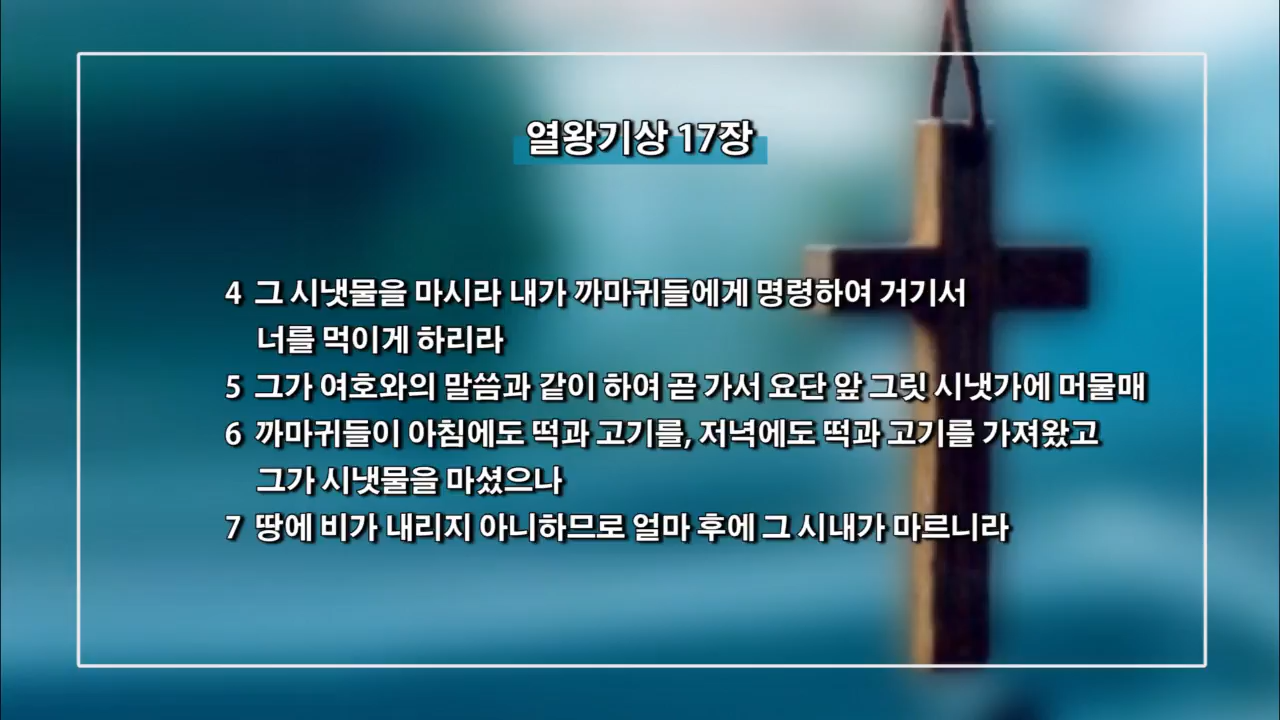 열왕기상 17장
4 그 시냇물을 마시라 내가 까마귀들에게 명령하여 거기서
너를 먹이게 하리라
5 그가 여호와의 말씀과 같이 하여 곧 가서 요단 앞 그릿 시냇가에 머물매
6 까마귀들이 아침에도 떡과 고기를, 저녁에도 떡과 고기를 가져왔고
그가 시냇물을 마셨으나
7 땅에 비가 내리지 아니하므로 얼마 후에 그 시내가 마르니라